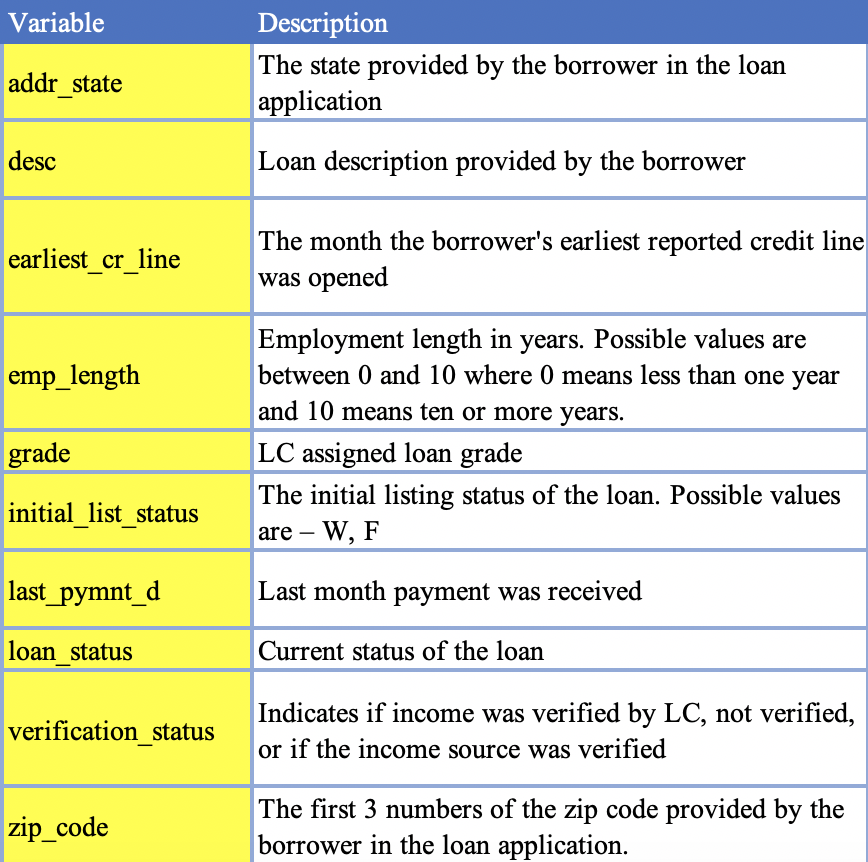 Variable Description
addr_state The state provided by the borrower in the loan
application
desc Loan description provided by the borrower
earliest_cr_line The month the borrower's earliest reported credit line
was opened
emp_length Employment length in years. Possible values are
between 0 and 10 where 0 means less than one year
and 10 means ten or more years.
grade LC assigned loan grade
initial_list_status The initial listing status of the loan. Possible values
are – W, F
last_pymnt_d Last month payment was received
loan_status Current status of the loan
verification_status Indicates if income was verified by LC, not verified,
or if the income source was verified
zip_code The first 3 numbers of the zip code provided by the
borrower in the loan application.